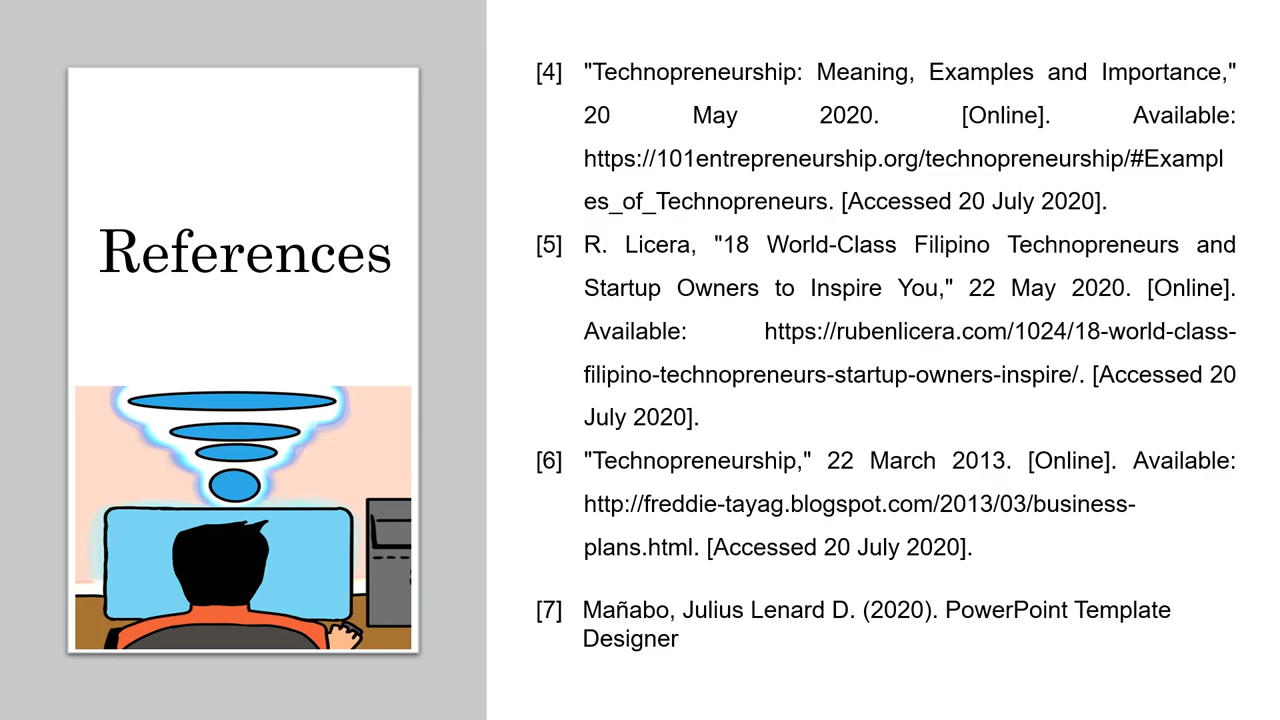 References
[4] "Technopreneurship: Meaning, Examples and Importance,"
20 May 2020. [Online]. Available:
https://101entrepreneurship.org/technopreneurship/#Exampl
es_of_Technopreneurs. [Accessed 20 July 2020].
[5] R. Licera, "18 World-Class Filipino Technopreneurs and
Startup Owners to Inspire You," 22 May 2020. [Online].
Available: https://rubenlicera.com/1024/18-world-class-
filipino-technopreneurs-startup-owners-inspire/. [Accessed 20
July 2020].
[6] "Technopreneurship," 22 March 2013. [Online]. Available:
http://freddie-tayag.blogspot.com/2013/03/business-
plans.html. [Accessed 20 July 2020].
[7] Mañabo, Julius Lenard D. (2020). PowerPoint Template
Designer